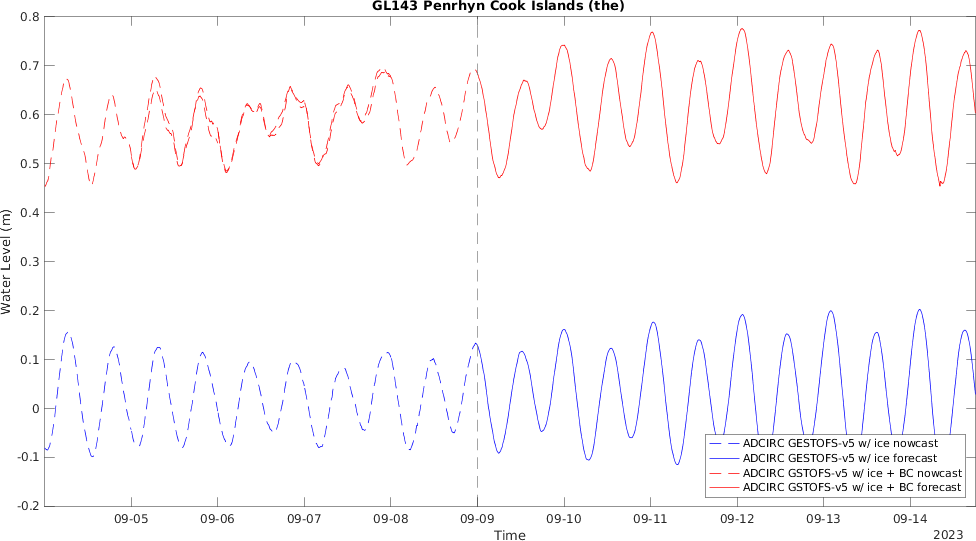 GL143 Penrhyn Cook Islands (the)
0.8
0.7
0.6
0.5
0.4
0.3
0.2
0.1
0
-0.1
-0.2
Water Level (m)
ADCIRC GESTOFS-v5 w/ ice nowcast
ADCIRC GESTOFS-v5 w/ ice forecast
ADCIRC GSTOFS-v5 w/ ice + BC nowcast
ADCIRC GSTOFS-v5 w/ ice + BC forecast
09-05 09-06 09-07 09-08 09-09 09-10 09-11 09-12 09-13 09-14
Time
2023